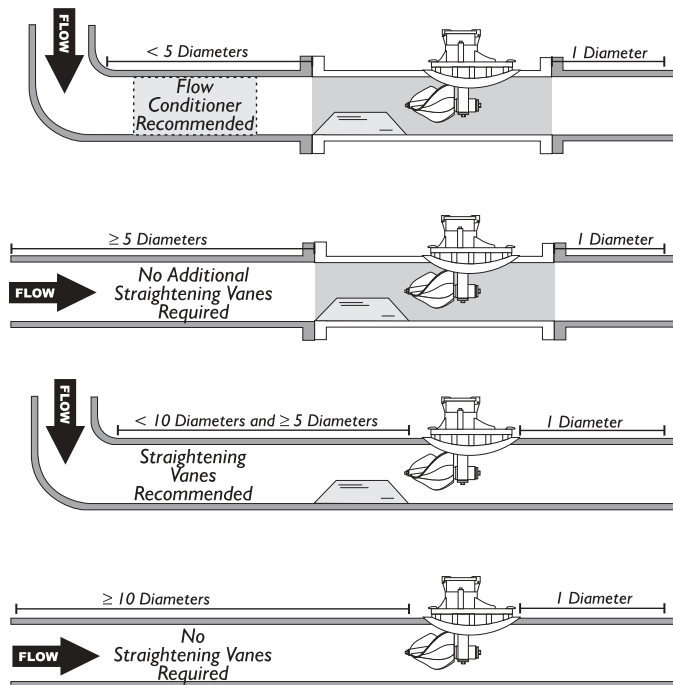 FLOW
< 5 Diameters
1 Diameter
Flow
Conditioner
Recommended
≥ 5 Diameters
1 Diameter
FLOW
No Additional
Straightening Vanes
Required
FLOW
< 10 Diameters and ≥ 5 Diameters
1 Diameter
Straightening
Vanes
Recommended
≥ 10 Diameters
1 Diameter
FLOW
No
Straightening Vanes
Required